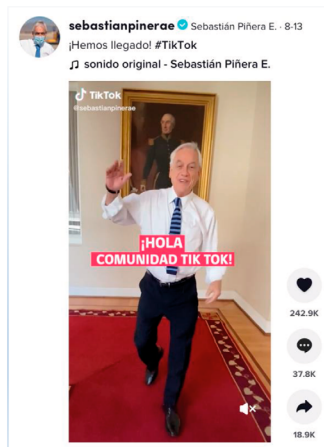 sebastianpinerae Sebastián Piñera E. · 8-13
¡Hemos llegado! #TikTok
♫ sonido original - Sebastián Piñera E.
TikTok
@sebastianpinerae
¡HOLA
COMUNIDAD TIK TOK!
242.9K
37.8K
18.9K